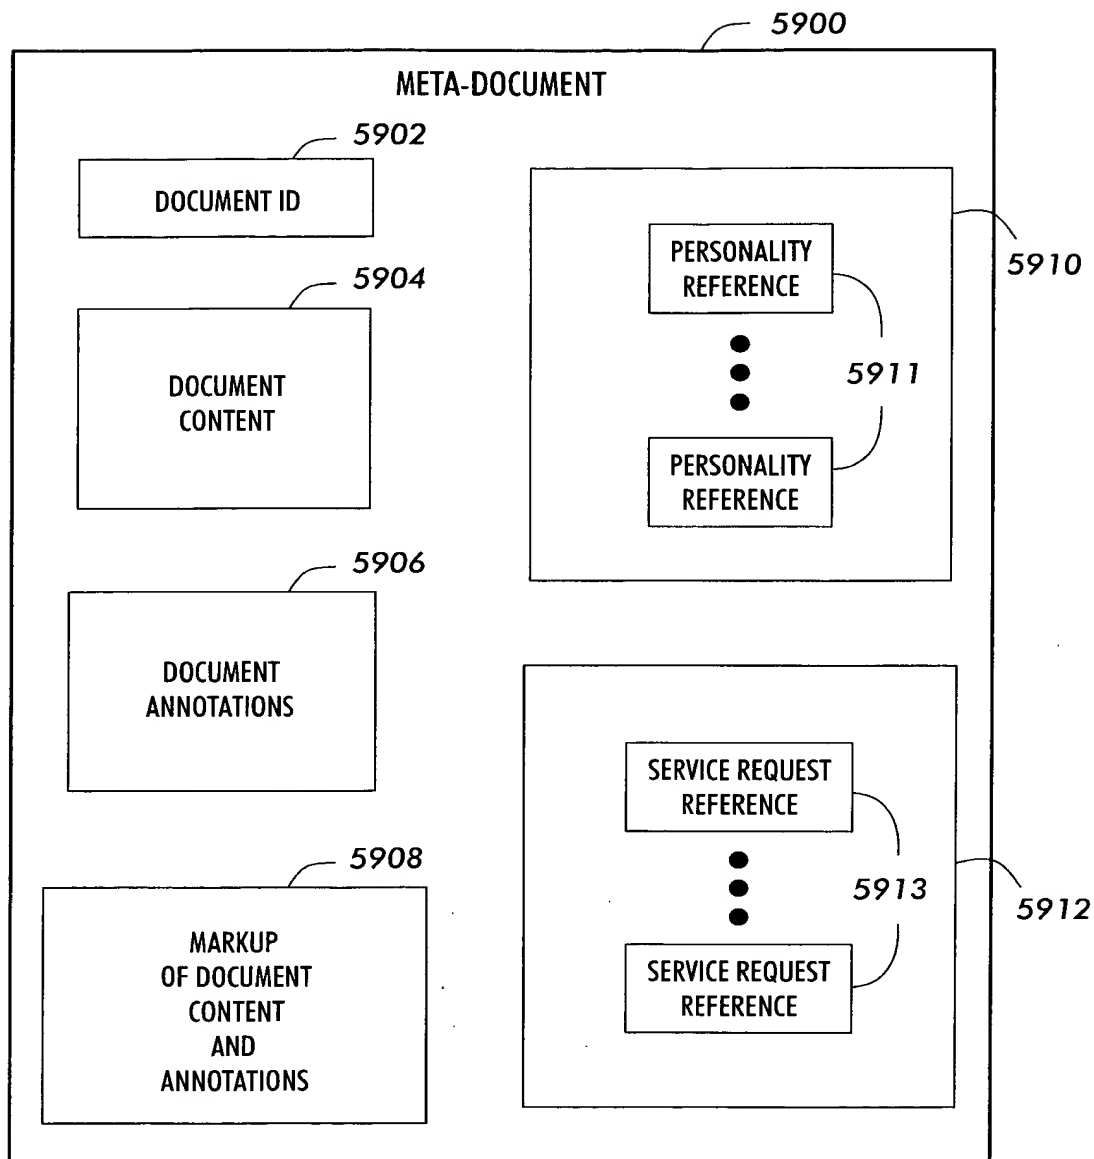 5900
META-DOCUMENT
5902
DOCUMENT ID
5904
DOCUMENT
CONTENT
5906
DOCUMENT
ANNOTATIONS
5908
MARKUP
OF DOCUMENT
CONTENT
AND
ANNOTATIONS
5910
PERSONALITY
REFERENCE
5911
PERSONALITY
REFERENCE
5912
SERVICE REQUEST
REFERENCE
5913
SERVICE REQUEST
REFERENCE